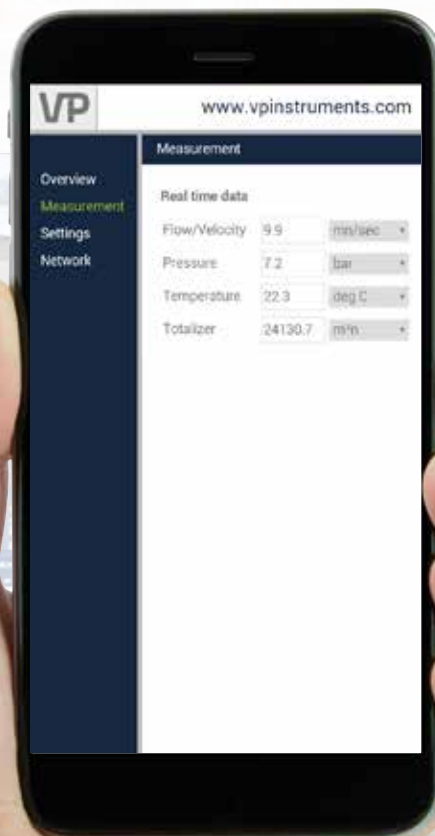 VP
www.vpinstruments.com
Measurement
Overview
Measurement
Settings
Network
Real time data
Flow/Velocity 9.9 mn/sec
Pressure 7.2 bar
Temperature 22.3 deg C
Totalizer 24130.7 m³n